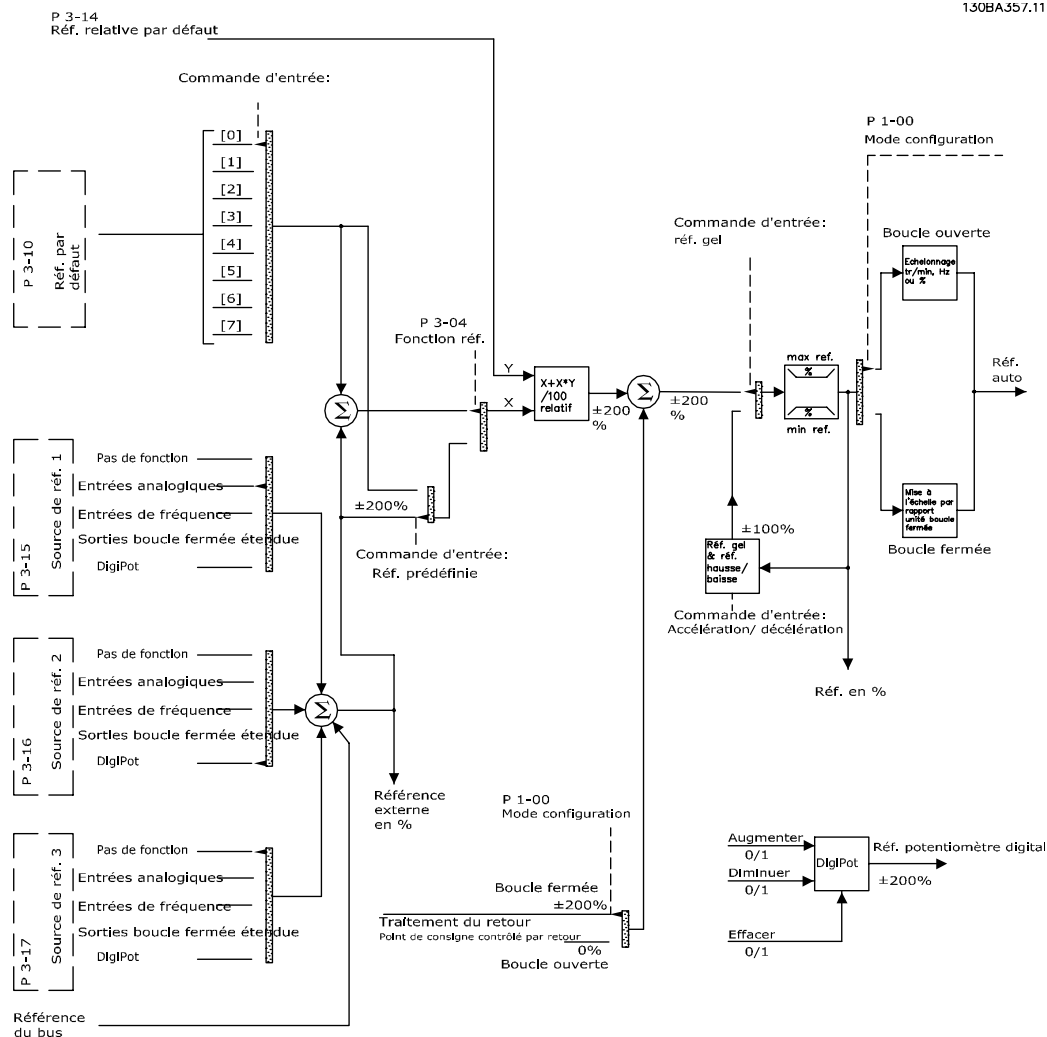 130BA357.11
P 3-14
Réf. relative par défaut
Commande d'entrée:
[0]
[1]
[2]
[3]
[4]
[5]
[6]
[7]
P 3-10
Réf. par
défaut
P 1-00
Mode configuration
Commande d'entrée:
réf. gel
Boucle ouverte
Echelonnage
tr/min, Hz
ou %
P 3-04
Fonction réf.
Y
X
X+X*Y
/100
relatif
±200
%
Σ
±200
%
max ref.
%
%
min ref.
Réf.
auto
Σ
±200%
Commande d'entrée:
Réf. prédéfinie
±100%
Réf. gel
& réf.
hausse/
baisse
Commande d'entrée:
Accélération/ décélération
Mise à
l'échelle par
rapport
unité boucle
fermée
Boucle fermée
Réf. en %
P 3-15
Source de réf. 1
Pas de fonction
Entrées analogiques
Entrées de fréquence
Sorties boucle fermée étendue
DigiPot
P 3-16
Source de réf. 2
Pas de fonction
Entrées analogiques
Entrées de fréquence
Sorties boucle fermée étendue
DigiPot
Σ
Référence
externe
en %
P 3-17
Source de réf. 3
Pas de fonction
Entrées analogiques
Entrées de fréquence
Sorties boucle fermée étendue
DigiPot
Référence
du bus
P 1-00
Mode configuration
Boucle fermée
±200%
Traitement du retour
Point de consigne contrôlé par retour
0%
Boucle ouverte
Augmenter
0/1
Diminuer
0/1
Effacer
0/1
DigiPot
Réf. potentiomètre digital
±200%